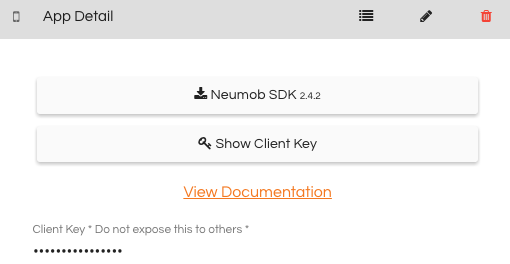 App Detail
Neumob SDK 2.4.2
Show Client Key
View Documentation
Client Key * Do not expose this to others *
••••••••••••••••